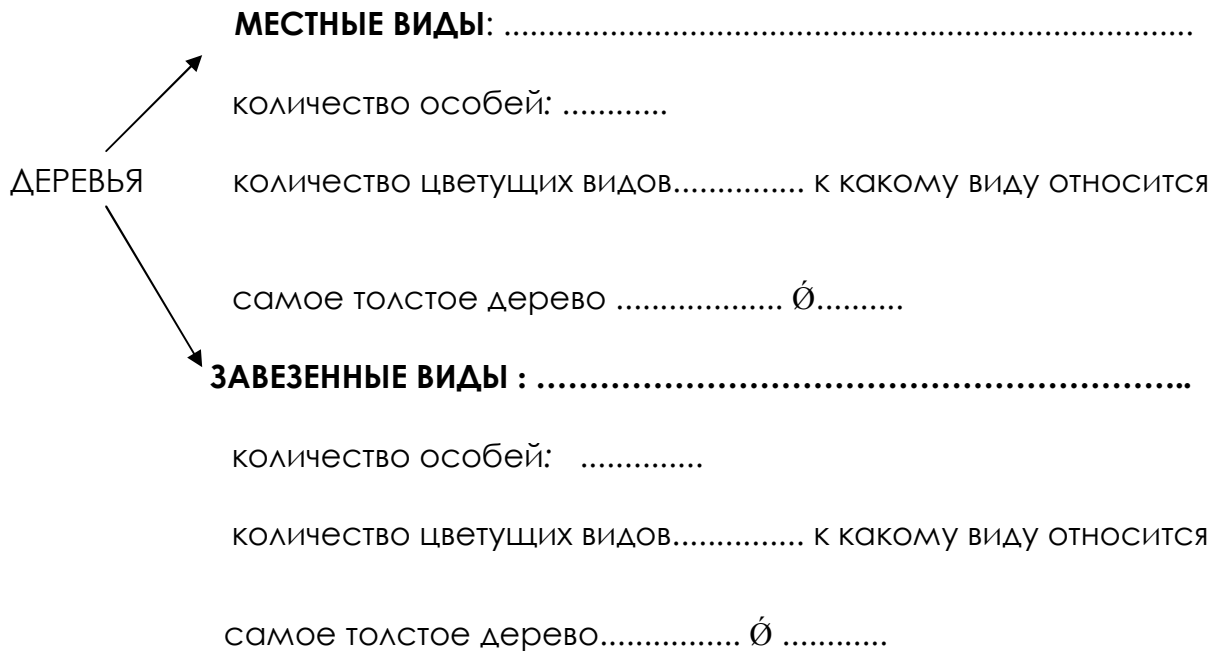 МЕСТНЫЕ ВИДЫ: ...............................................................................
количество особей: ............
ДЕРЕВЬЯ количество цветущих видов............... к какому виду относится
самое толстое дерево ................... Ǿ..........
ЗАВЕЗЕННЫЕ ВИДЫ : ……………………………………………………………..
количество особей: ..............
количество цветущих видов............... к какому виду относится
самое толстое дерево................ Ǿ ............